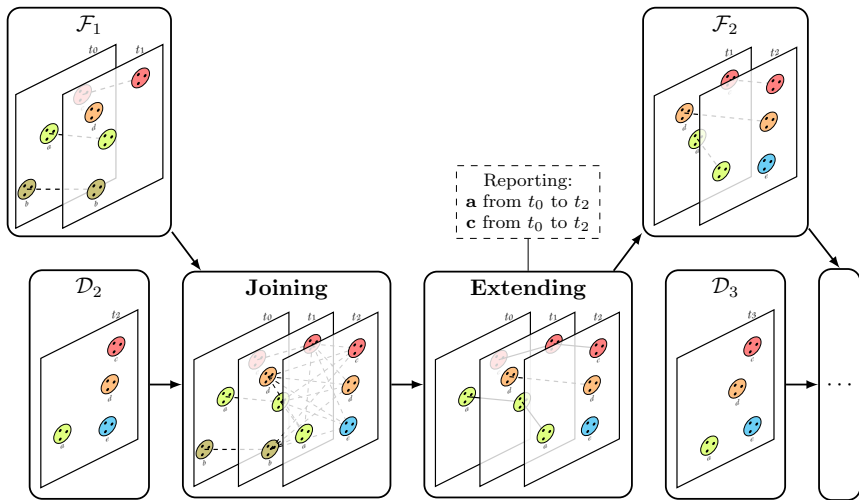 F₁
t₀
t₁
d
a
b
F₂
t₁
t₂
d
a
e
Reporting:
a from t₀ to t₂
c from t₀ to t₂
D₂
t₂
c
d
e
a
Joining
t₀
t₁
t₂
c
d
a
d
e
a
b
Extending
t₀
t₁
t₂
c
d
d
a
e
a
D₃
t₃
c
d
e
a
...